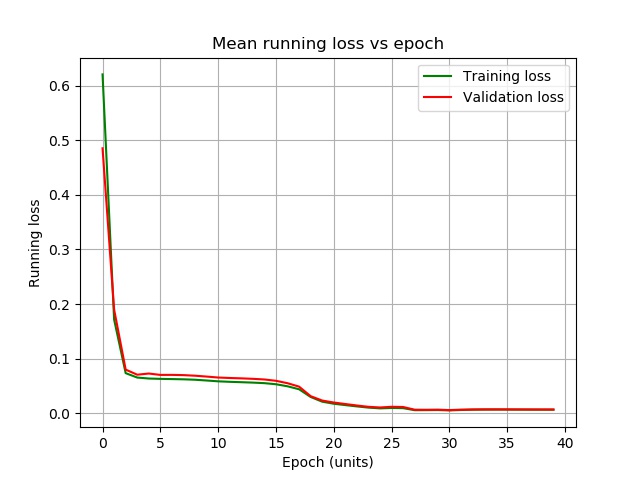 Mean running loss vs epoch
Training loss
Validation loss
0.6
0.5
0.4
0.3
0.2
0.1
0.0
Running loss
0 5 10 15 20 25 30 35 40
Epoch (units)